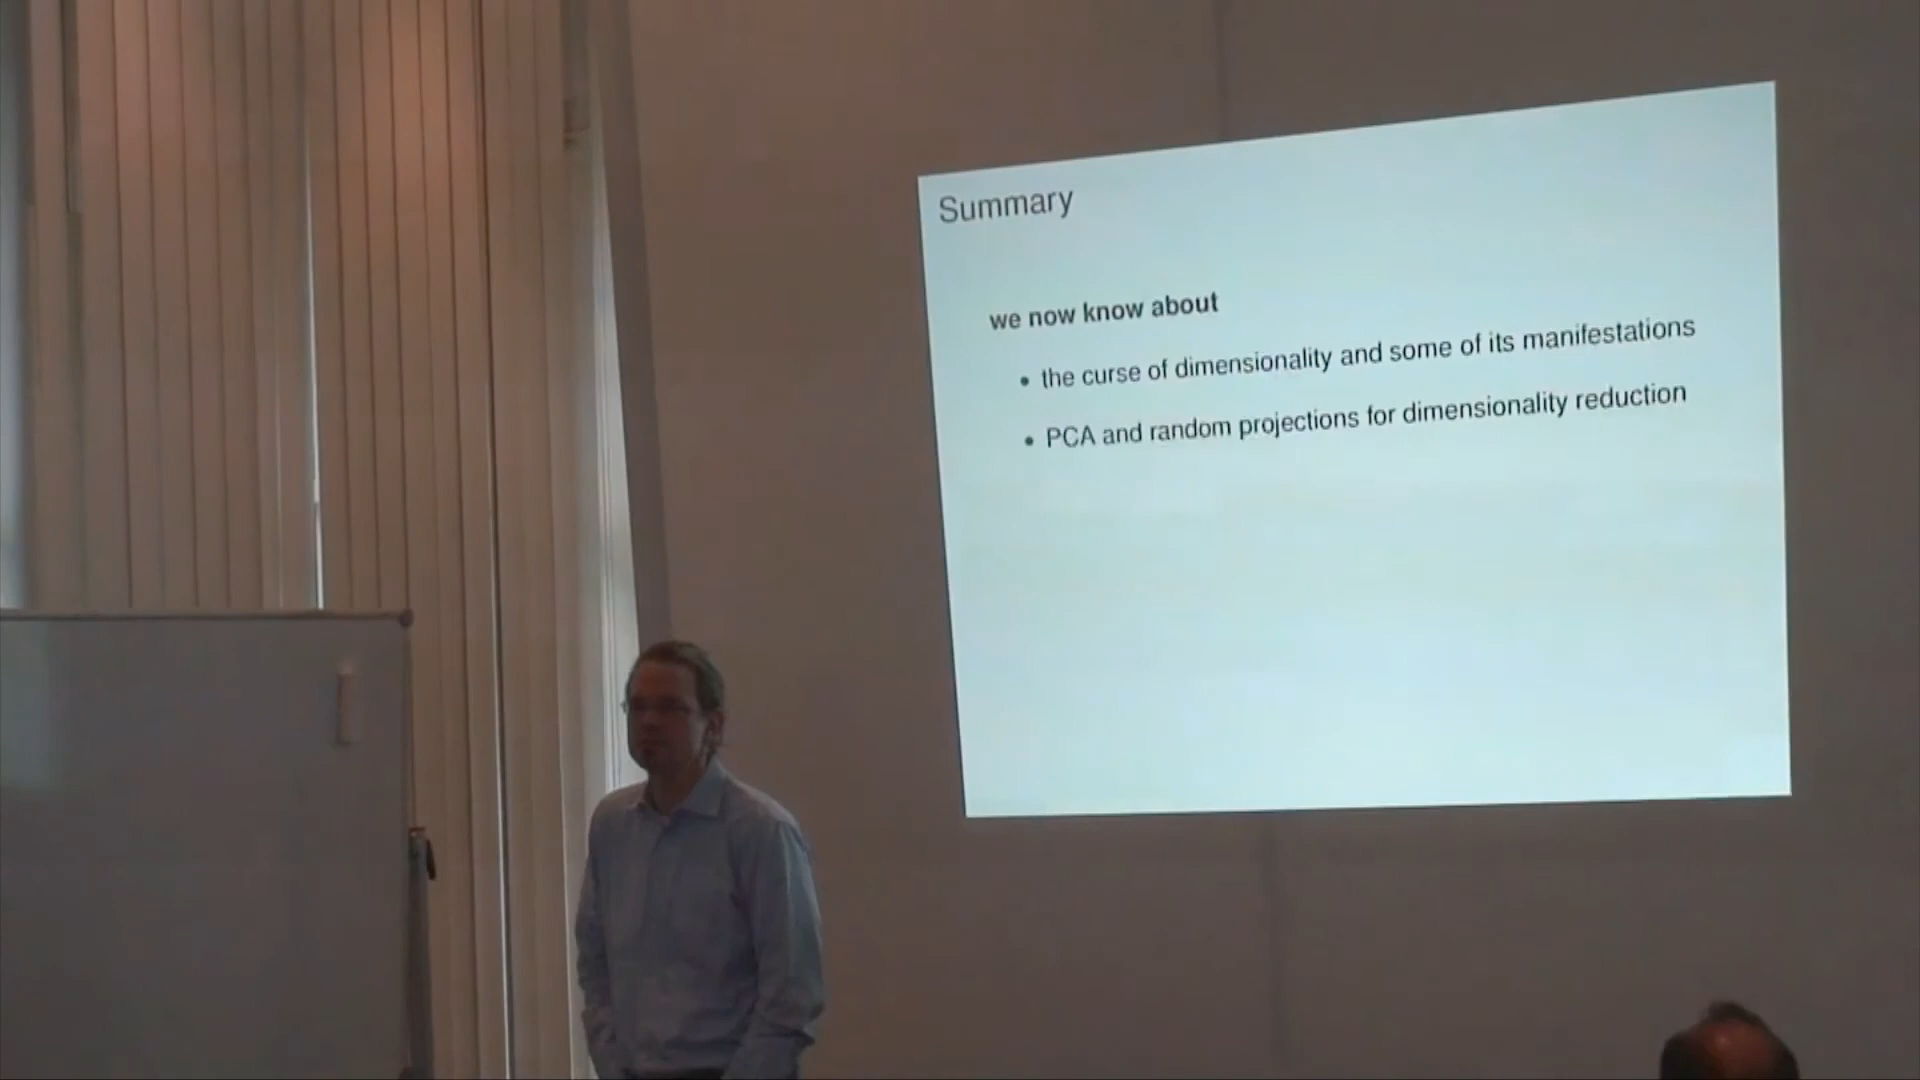 Summary
we now know about
• the curse of dimensionality and some of its manifestations
• PCA and random projections for dimensionality reduction